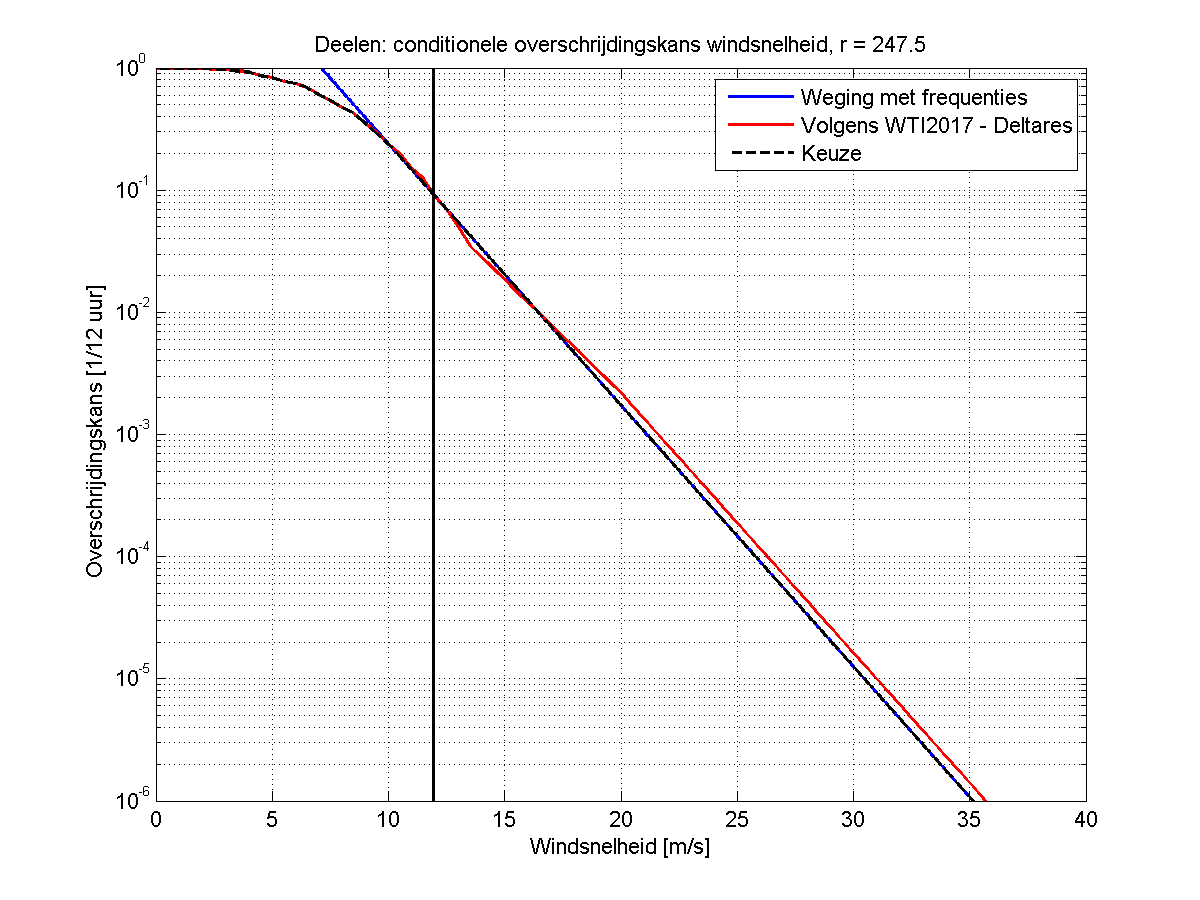 Deelen: conditionele overschrijdingskans windsnelheid, r = 247.5
Weging met frequenties
Volgens WTI2017 - Deltares
Keuze
Overschrijdingskans [1/12 uur]
10^0
10^-1
10^-2
10^-3
10^-4
10^-5
10^-6
0 5 10 15 20 25 30 35 40
Windsnelheid [m/s]